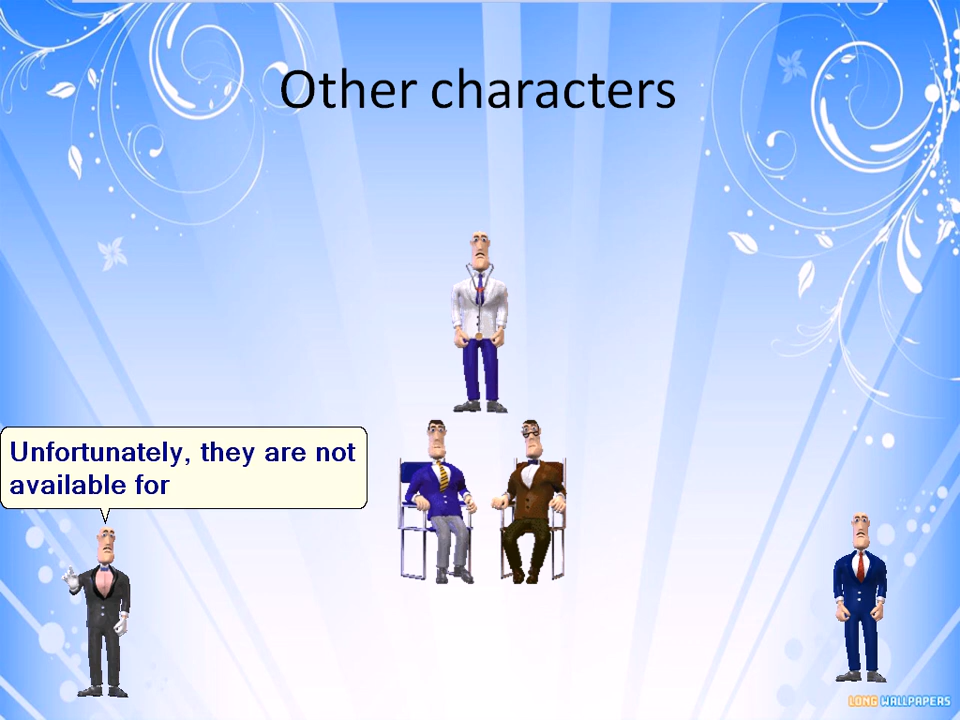 Other characters
Unfortunately, they are not
available for
LONG WALLPAPERS